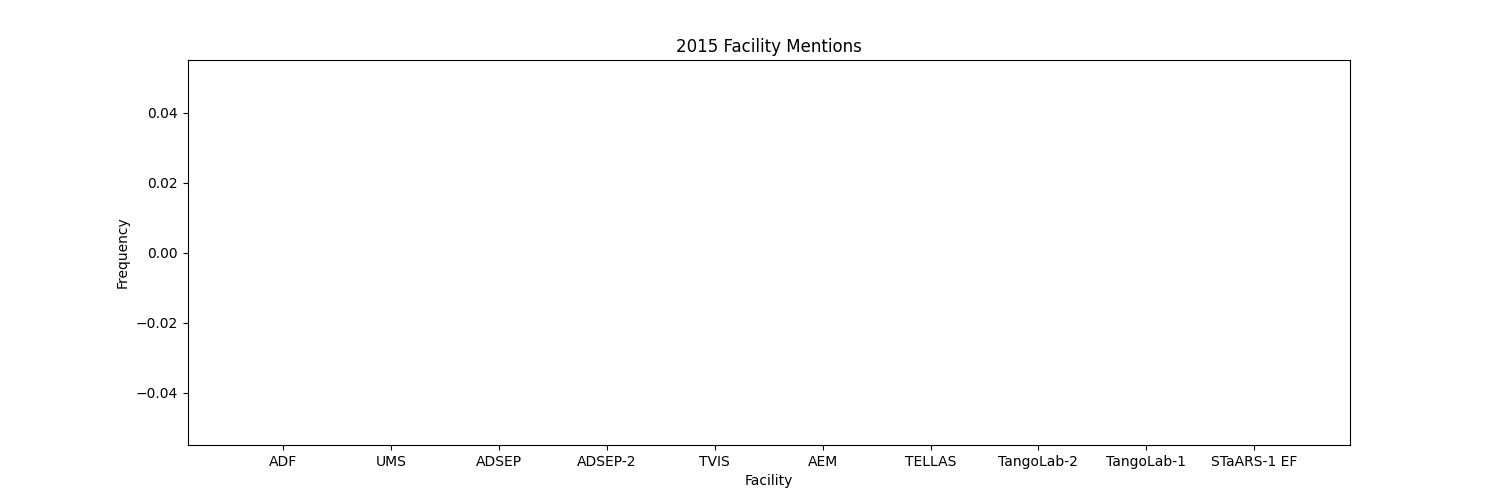 2015 Facility Mentions
0.04
0.02
0.00
−0.02
−0.04
Frequency
ADF UMS ADSEP ADSEP-2 TVIS AEM TELLAS TangoLab-2 TangoLab-1 STaARS-1 EF
Facility